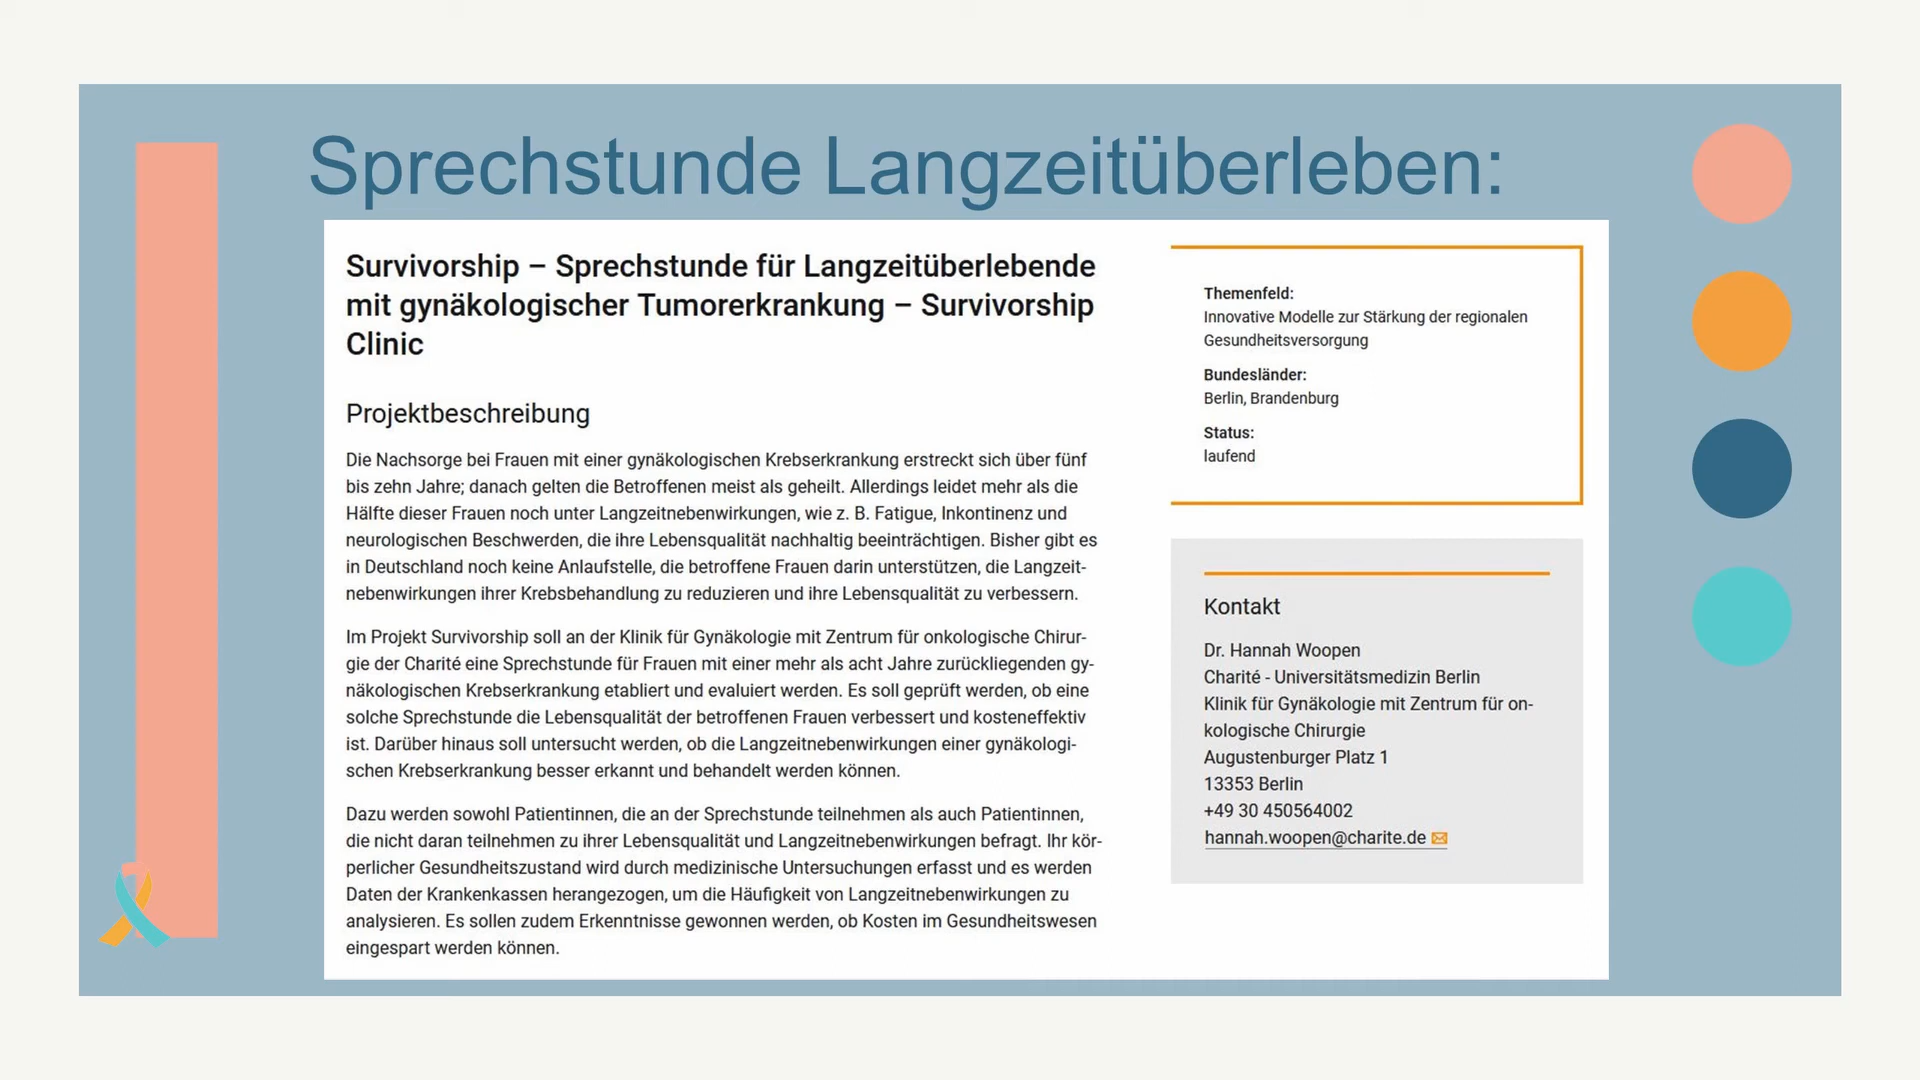 Sprechstunde Langzeitüberleben:
Survivorship – Sprechstunde für Langzeitüberlebende
mit gynäkologischer Tumorerkrankung – Survivorship
Clinic
Projektbeschreibung
Die Nachsorge bei Frauen mit einer gynäkologischen Krebserkrankung erstreckt sich über fünf
bis zehn Jahre; danach gelten die Betroffenen meist als geheilt. Allerdings leidet mehr als die
Hälfte dieser Frauen noch unter Langzeitnebenwirkungen, wie z. B. Fatigue, Inkontinenz und
neurologischen Beschwerden, die ihre Lebensqualität nachhaltig beeinträchtigen. Bisher gibt es
in Deutschland noch keine Anlaufstelle, die betroffene Frauen darin unterstützen, die Langzeit-
nebenwirkungen ihrer Krebsbehandlung zu reduzieren und ihre Lebensqualität zu verbessern.
Im Projekt Survivorship soll an der Klinik für Gynäkologie mit Zentrum für onkologische Chirur-
gie der Charité eine Sprechstunde für Frauen mit einer mehr als acht Jahre zurückliegenden gy-
näkologischen Krebserkrankung etabliert und evaluiert werden. Es soll geprüft werden, ob eine
solche Sprechstunde die Lebensqualität der betroffenen Frauen verbessert und kosteneffektiv
ist. Darüber hinaus soll untersucht werden, ob die Langzeitnebenwirkungen einer gynäkologi-
schen Krebserkrankung besser erkannt und behandelt werden können.
Dazu werden sowohl Patientinnen, die an der Sprechstunde teilnehmen als auch Patientinnen,
die nicht daran teilnehmen zu ihrer Lebensqualität und Langzeitnebenwirkungen befragt. Ihr kör-
perlicher Gesundheitszustand wird durch medizinische Untersuchungen erfasst und es werden
Daten der Krankenkassen herangezogen, um die Häufigkeit von Langzeitnebenwirkungen zu
analysieren. Es sollen zudem Erkenntnisse gewonnen werden, ob Kosten im Gesundheitswesen
eingespart werden können.
Themenfeld:
Innovative Modelle zur Stärkung der regionalen
Gesundheitsversorgung
Bundesländer:
Berlin, Brandenburg
Status:
laufend
Kontakt
Dr. Hannah Woopen
Charité - Universitätsmedizin Berlin
Klinik für Gynäkologie mit Zentrum für on-
kologische Chirurgie
Augustenburger Platz 1
13353 Berlin
+49 30 450564002
hannah.woopen@charite.de